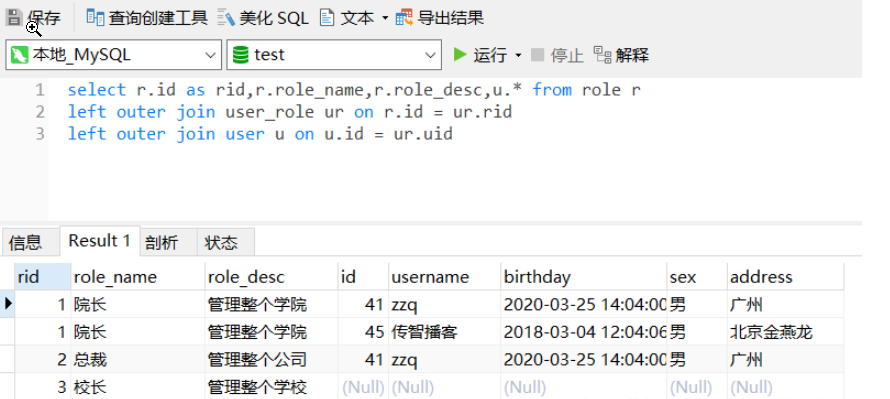 保存 查询创建工具 美化 SQL 文本 导出结果
本地_MySQL test 运行 停止 解释
1 select r.id as rid,r.role_name,r.role_desc,u.* from role r
2 left outer join user_role ur on r.id = ur.rid
3 left outer join user u on u.id = ur.uid
信息 Result 1 剖析 状态
rid role_name role_desc id username birthday sex address
1 院长 管理整个学院 41 zzq 2020-03-25 14:04:00 男 广州
1 院长 管理整个学院 45 传智播客 2018-03-04 12:04:06 男 北京金燕龙
2 总裁 管理整个公司 41 zzq 2020-03-25 14:04:00 男 广州
3 校长 管理整个学校 (Null) (Null) (Null) (Null) (Null)